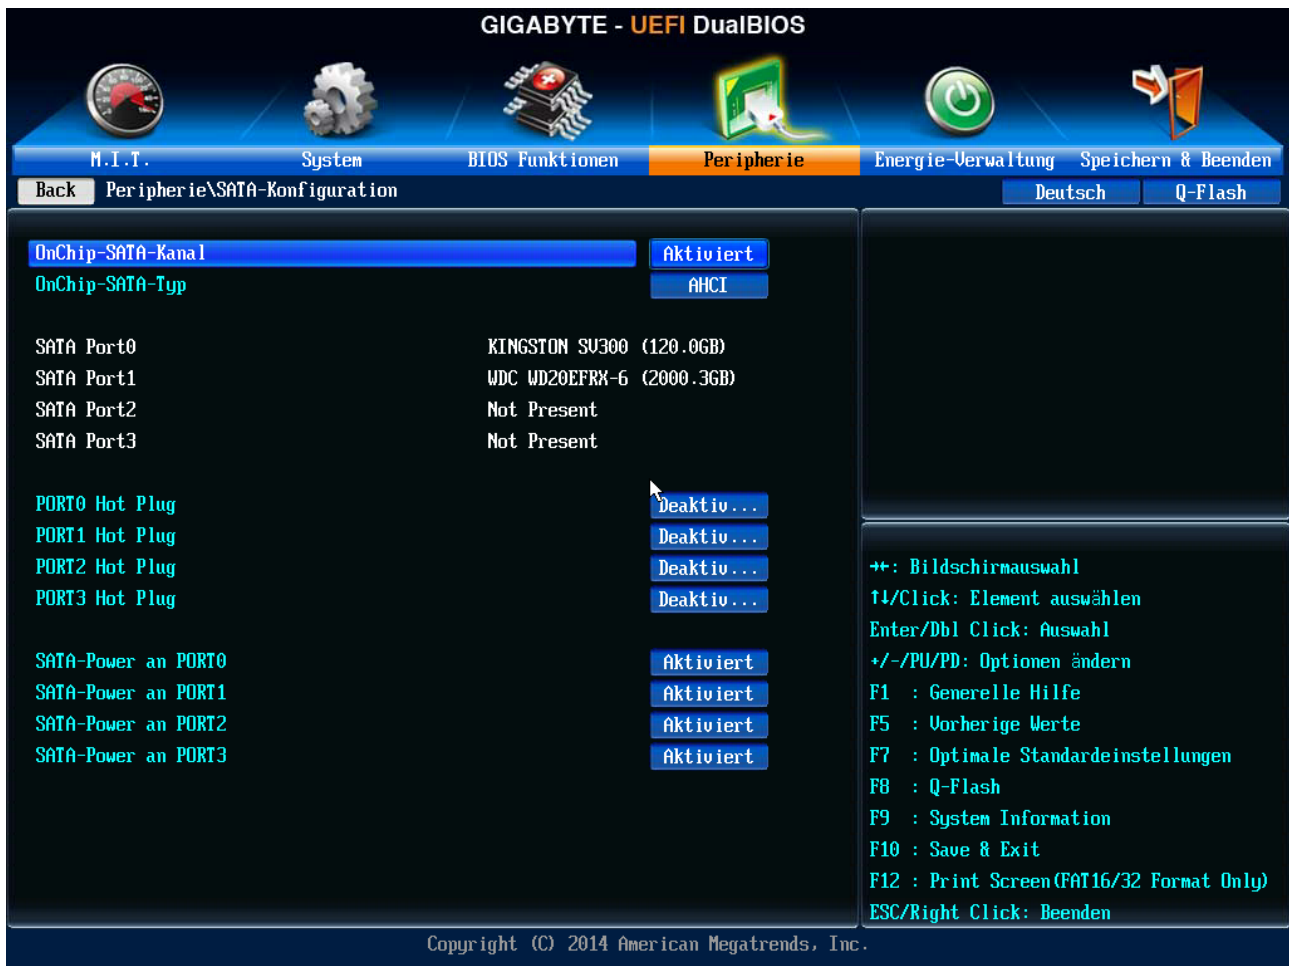 GIGABYTE - UEFI DualBIOS
M.I.T. System BIOS Funktionen Peripherie Energie-Verwaltung Speichern & Beenden
Back Peripherie\SATA-Konfiguration Deutsch Q-Flash
OnChip-SATA-Kanal Aktiviert
OnChip-SATA-Typ AHCI
SATA Port0 KINGSTON SV300 (120.0GB)
SATA Port1 WDC WD20EFRX-6 (2000.3GB)
SATA Port2 Not Present
SATA Port3 Not Present
PORT0 Hot Plug Deaktiv...
PORT1 Hot Plug Deaktiv...
PORT2 Hot Plug Deaktiv...
PORT3 Hot Plug Deaktiv...
SATA-Power an PORT0 Aktiviert
SATA-Power an PORT1 Aktiviert
SATA-Power an PORT2 Aktiviert
SATA-Power an PORT3 Aktiviert
→←: Bildschirmauswahl
↑↓/Click: Element auswählen
Enter/Dbl Click: Auswahl
+/-/PU/PD: Optionen ändern
F1 : Generelle Hilfe
F5 : Vorherige Werte
F7 : Optimale Standardeinstellungen
F8 : Q-Flash
F9 : System Information
F10 : Save & Exit
F12 : Print Screen(FAT16/32 Format Only)
ESC/Right Click: Beenden
Copyright (C) 2014 American Megatrends, Inc.